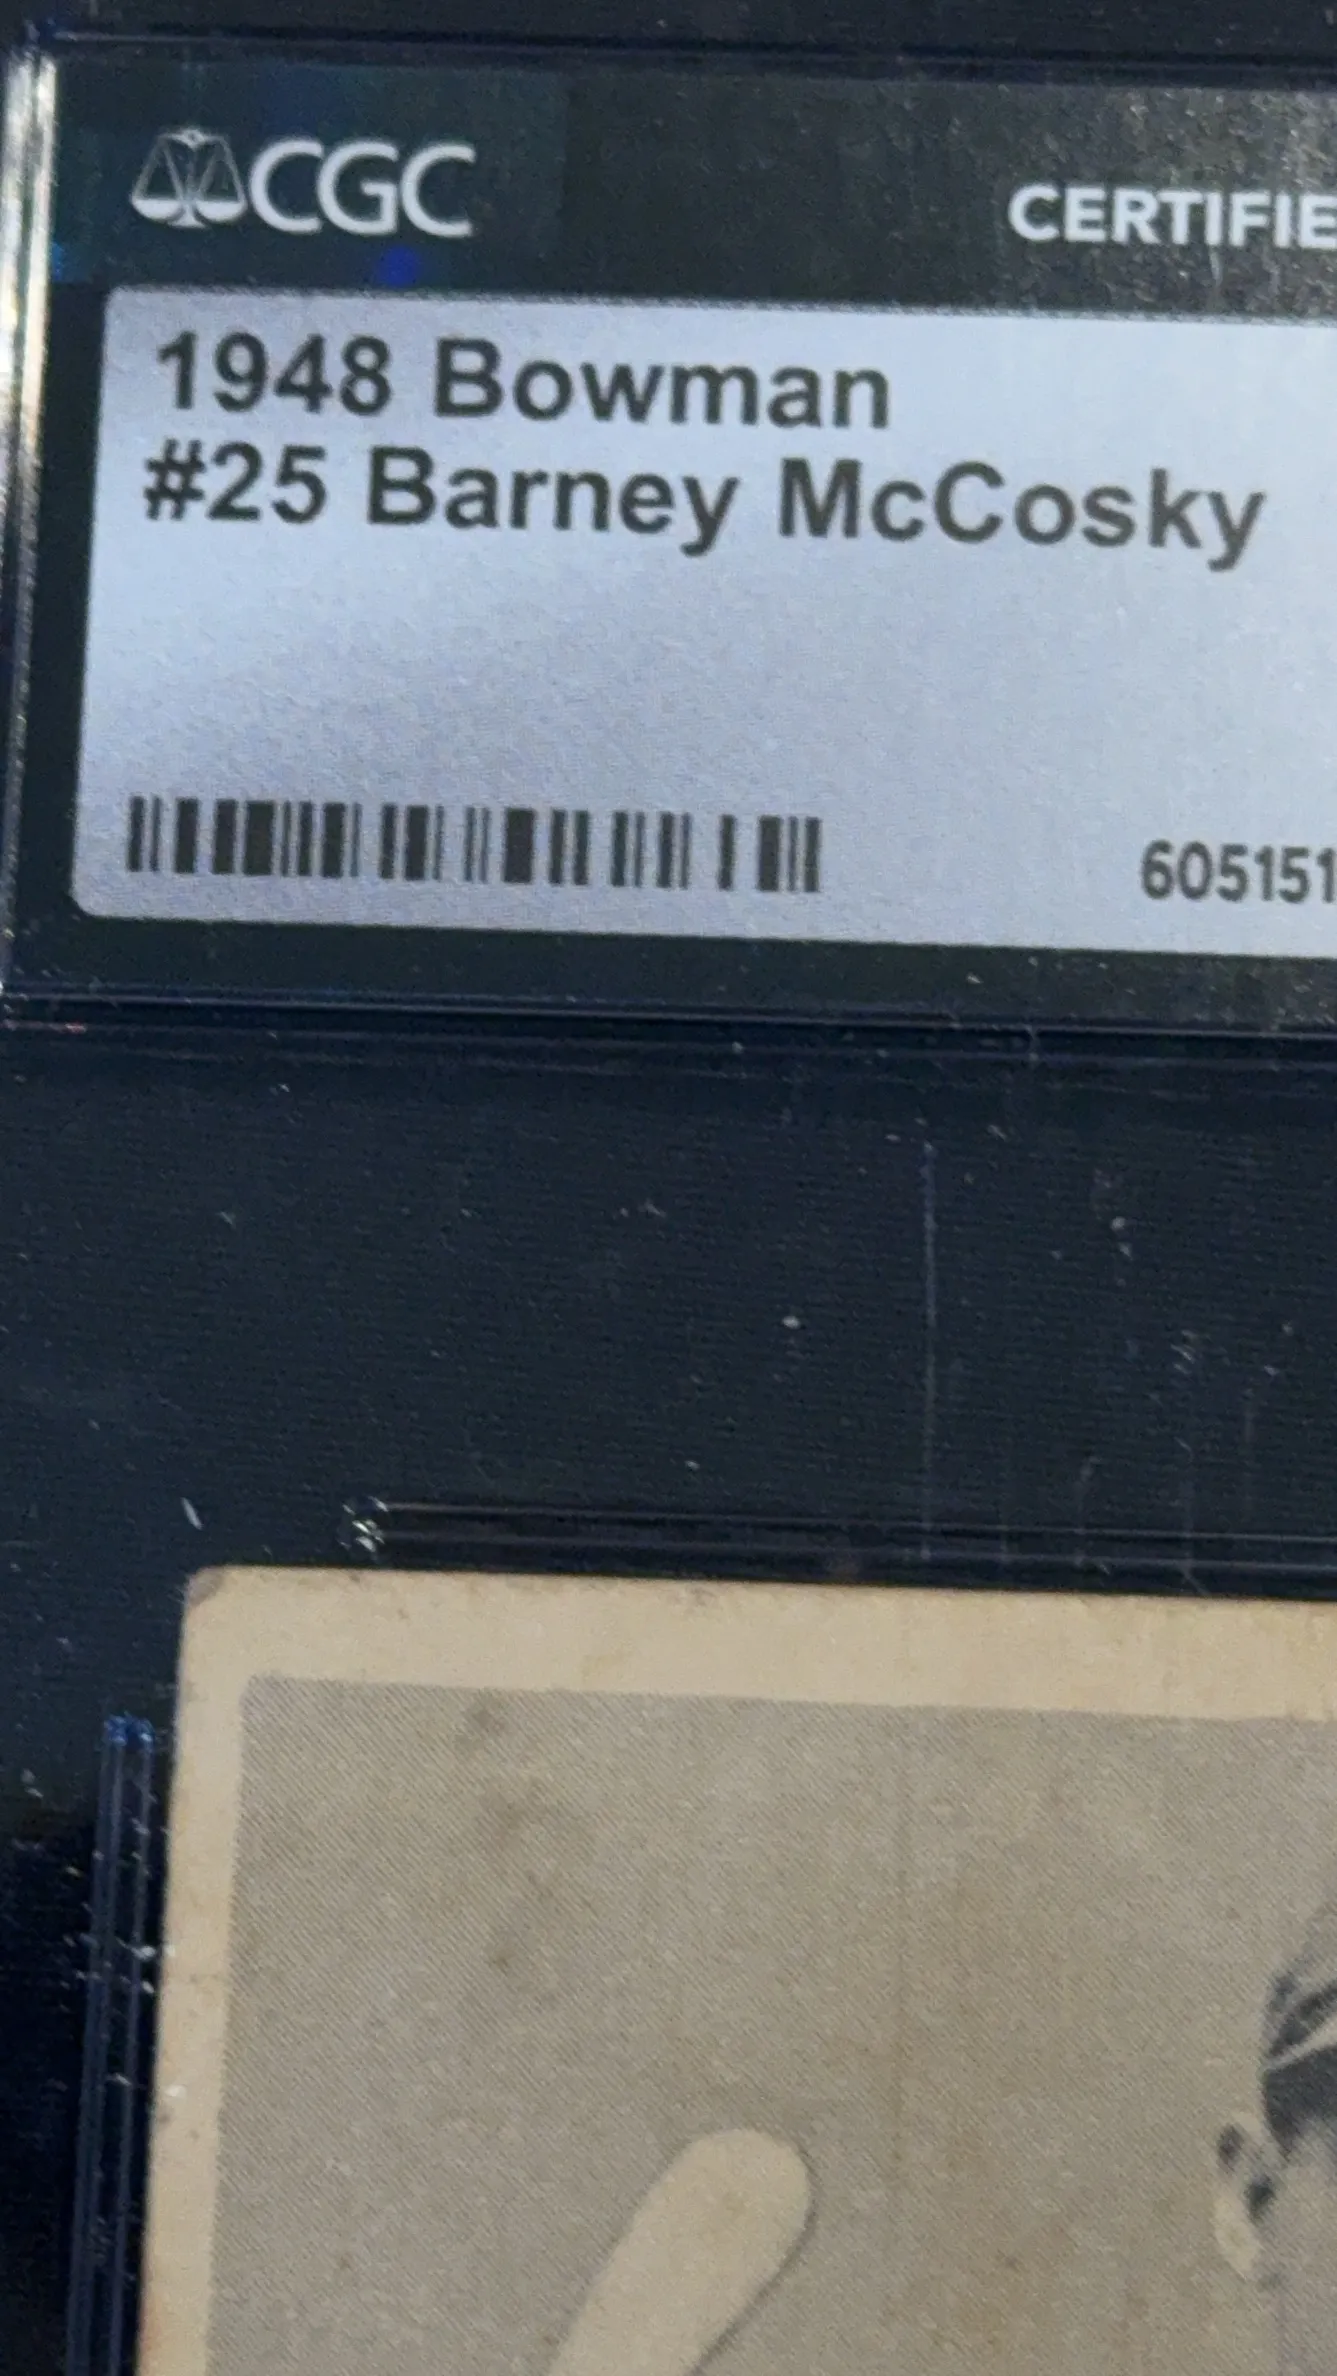 CGC
CERTIFIE
1948 Bowman
#25 Barney McCosky
605151